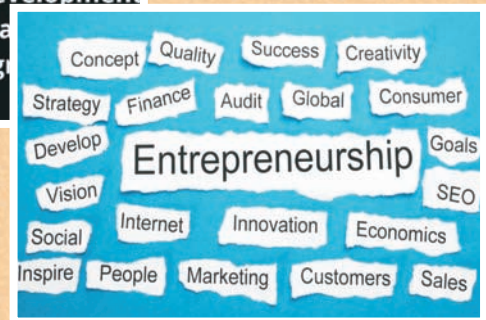 Concept Quality Success Creativity
Strategy Finance Audit Global Consumer
Develop Entrepreneurship Goals
Vision SEO
Social Internet Innovation Economics
Inspire People Marketing Customers Sales